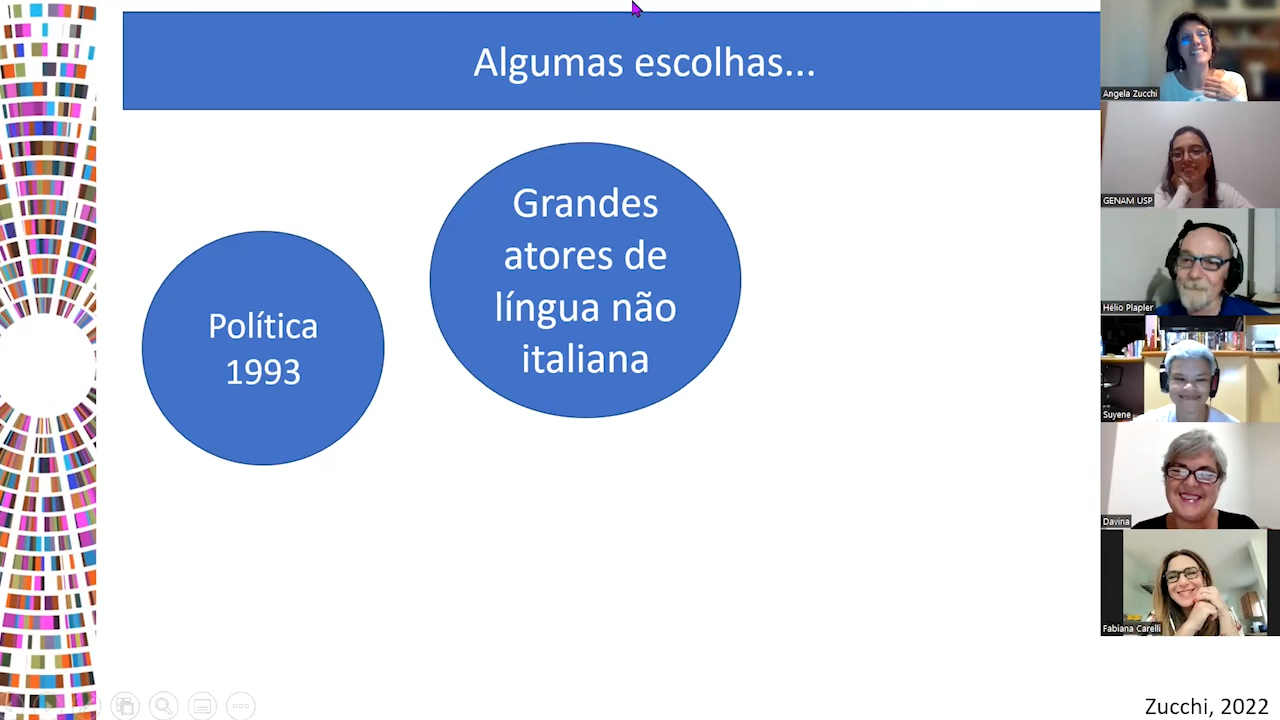 Algumas escolhas...
Política
1993
Grandes
atores de
língua não
italiana
Angela Zucchi
GENAM USP
Hélio Plapler
Suyene
Davina
Fabiana Carelli
Zucchi, 2022